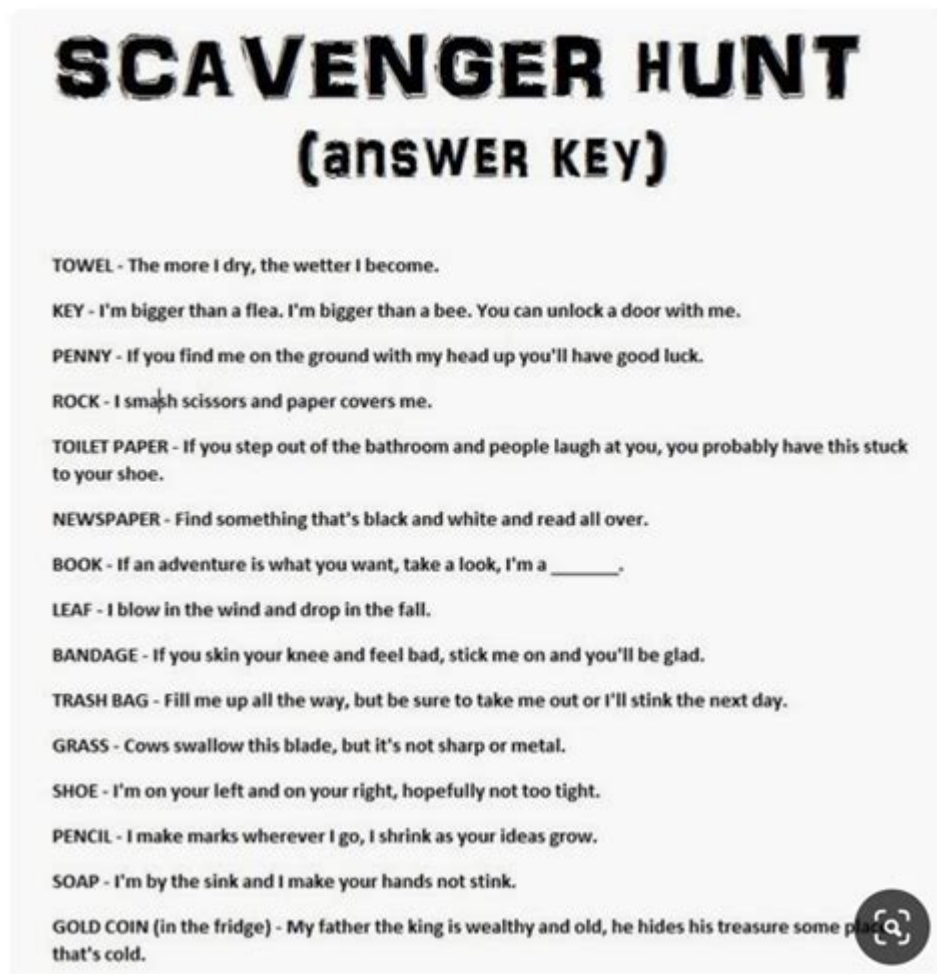 SCAVENGER HUNT
(answer key)
TOWEL - The more I dry, the wetter I become.
KEY - I'm bigger than a flea. I'm bigger than a bee. You can unlock a door with me.
PENNY - If you find me on the ground with my head up you'll have good luck.
ROCK - I smash scissors and paper covers me.
TOILET PAPER - If you step out of the bathroom and people laugh at you, you probably have this stuck
to your shoe.
NEWSPAPER - Find something that's black and white and read all over.
BOOK - If an adventure is what you want, take a look, I'm a _______.
LEAF - I blow in the wind and drop in the fall.
BANDAGE - If you skin your knee and feel bad, stick me on and you'll be glad.
TRASH BAG - Fill me up all the way, but be sure to take me out or I'll stink the next day.
GRASS - Cows swallow this blade, but it's not sharp or metal.
SHOE - I'm on your left and on your right, hopefully not too tight.
PENCIL - I make marks wherever I go, I shrink as your ideas grow.
SOAP - I'm by the sink and I make your hands not stink.
GOLD COIN (in the fridge) - My father the king is wealthy and old, he hides his treasure some
that's cold.